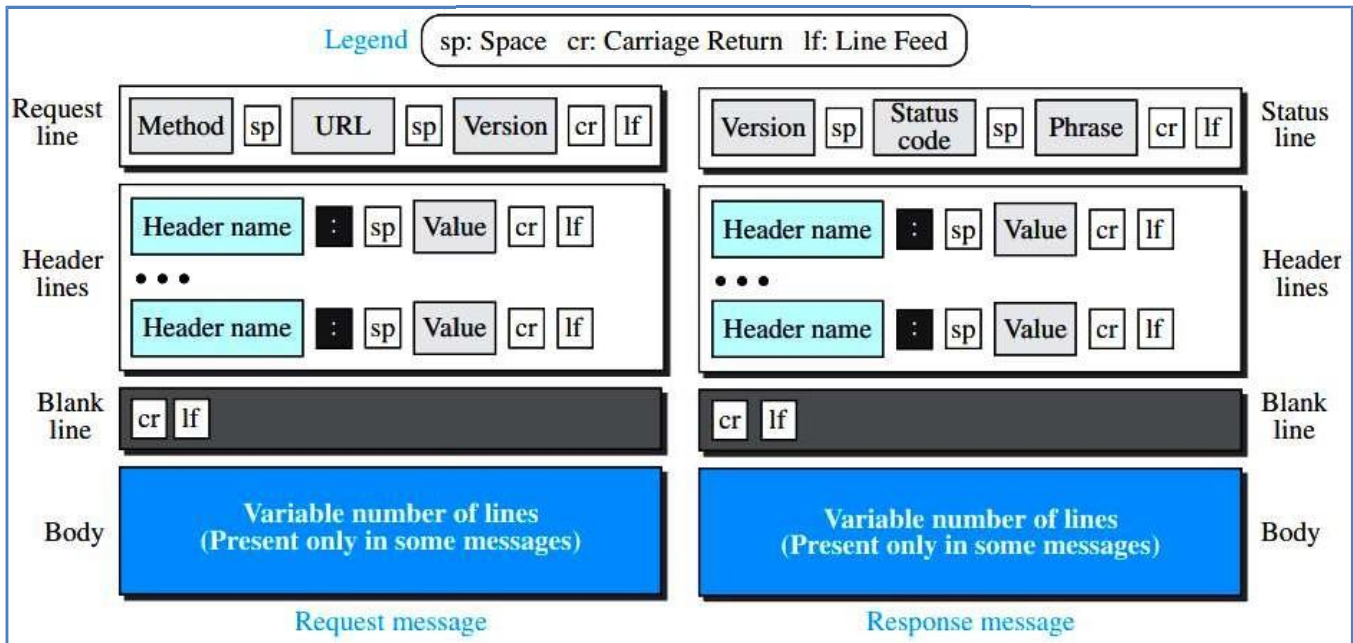 Legend sp: Space cr: Carriage Return lf: Line Feed
Request
line
Method sp URL sp Version cr lf
Version sp Status
code sp Phrase cr lf
Status
line
Header
lines
Header name : sp Value cr lf
• • •
Header name : sp Value cr lf
Header name : sp Value cr lf
• • •
Header name : sp Value cr lf
Header
lines
Blank
line
cr lf
cr lf
Blank
line
Body
Variable number of lines
(Present only in some messages)
Variable number of lines
(Present only in some messages)
Body
Request message
Response message